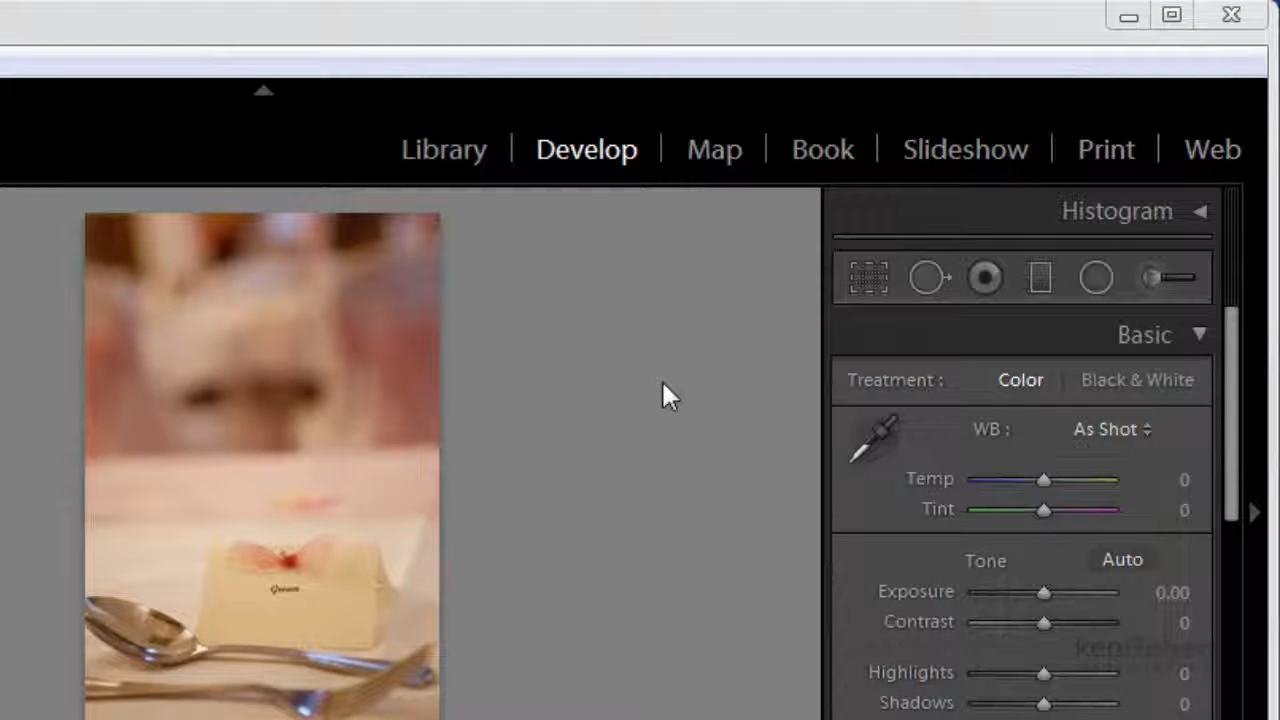 Library | Develop | Map | Book | Slideshow | Print | Web
Histogram
Basic
Treatment : Color Black & White
WB : As Shot
Temp 0
Tint 0
Tone Auto
Exposure 0.00
Contrast 0
Highlights 0
Shadows 0